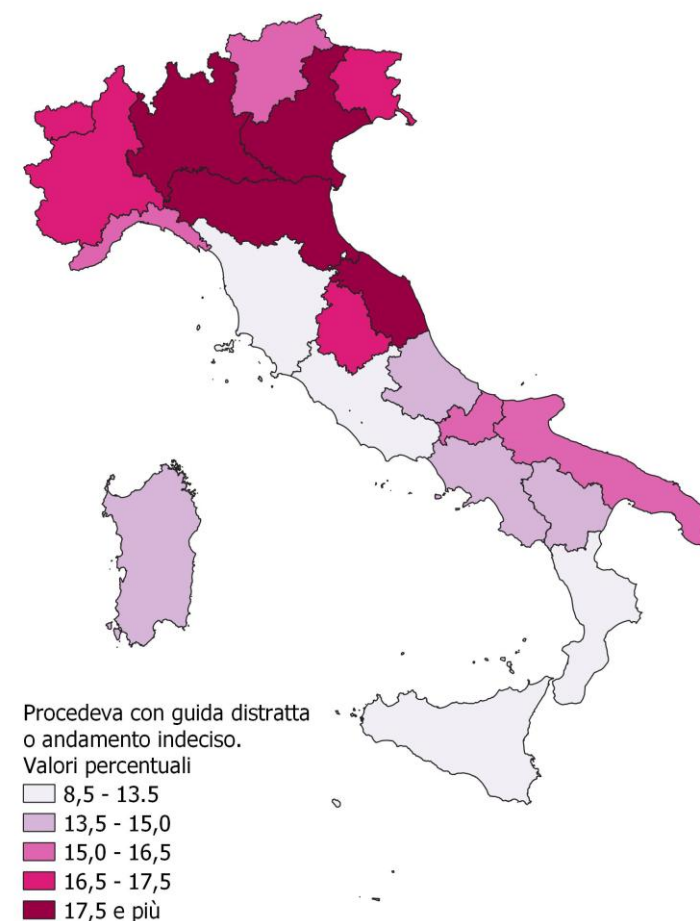 Procedeva con guida distratta
o andamento indeciso.
Valori percentuali
8,5 - 13.5
13,5 - 15,0
15,0 - 16,5
16,5 - 17,5
17,5 e più